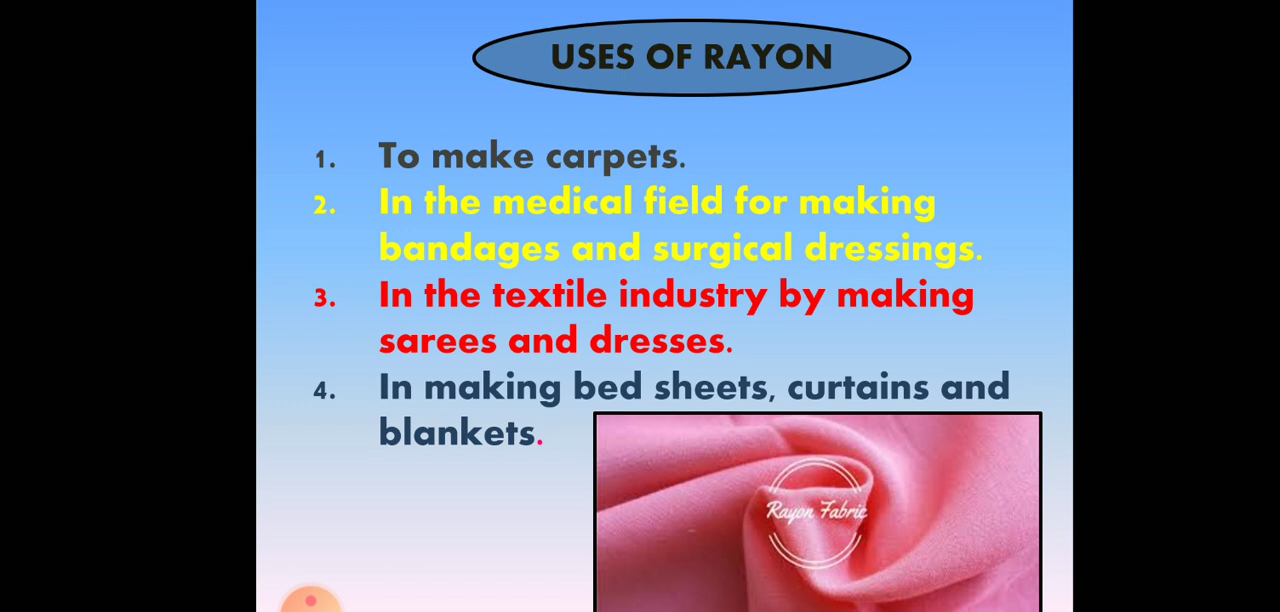 USES OF RAYON
1. To make carpets.
2. In the medical field for making
bandages and surgical dressings.
3. In the textile industry by making
sarees and dresses.
4. In making bed sheets, curtains and
blankets.
Rayon Fabric